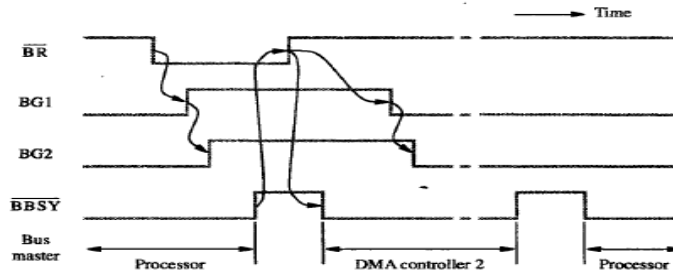 Time
BR
BG1
BG2
BBSY
Bus master
Processor
DMA controller 2
Processor